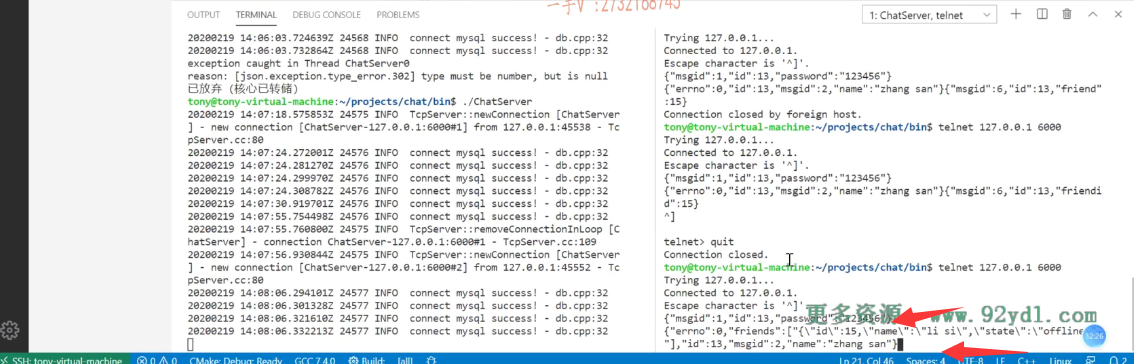 一手V:2732168743
OUTPUT TERMINAL DEBUG CONSOLE PROBLEMS
1: ChatServer, telnet
20200219 14:06:03.724639Z 24568 INFO connect mysql success! - db.cpp:32
20200219 14:06:03.732864Z 24568 INFO connect mysql success! - db.cpp:32
exception caught in Thread ChatServer0
reason: [json.exception.type_error.302] type must be number, but is null
已放弃 (核心已转储)
tony@tony-virtual-machine:~/projects/chat/bin$ ./ChatServer
20200219 14:07:18.575853Z 24575 INFO TcpServer::newConnection [ChatServer
] - new connection [ChatServer-127.0.0.1:6000#1] from 127.0.0.1:45538 - Tc
pServer.cc:80
20200219 14:07:24.272001Z 24576 INFO connect mysql success! - db.cpp:32
20200219 14:07:24.281270Z 24576 INFO connect mysql success! - db.cpp:32
20200219 14:07:24.299970Z 24576 INFO connect mysql success! - db.cpp:32
20200219 14:07:24.308782Z 24576 INFO connect mysql success! - db.cpp:32
20200219 14:07:30.919701Z 24576 INFO connect mysql success! - db.cpp:32
20200219 14:07:55.754498Z 24576 INFO connect mysql success! - db.cpp:32
20200219 14:07:55.760800Z 24575 INFO TcpServer::removeConnectionInLoop [C
hatServer] - connection ChatServer-127.0.0.1:6000#1 - TcpServer.cc:109
20200219 14:07:56.930844Z 24575 INFO TcpServer::newConnection [ChatServer
] - new connection [ChatServer-127.0.0.1:6000#2] from 127.0.0.1:45552 - Tc
pServer.cc:80
20200219 14:08:06.294101Z 24577 INFO connect mysql success! - db.cpp:32
20200219 14:08:06.301328Z 24577 INFO connect mysql success! - db.cpp:32
20200219 14:08:06.321610Z 24577 INFO connect mysql success! - db.cpp:32
20200219 14:08:06.332213Z 24577 INFO connect mysql success! - db.cpp:32
Trying 127.0.0.1...
Connected to 127.0.0.1.
Escape character is '^]'.
{"msgid":1,"id":13,"password":"123456"}
{"errno":0,"id":13,"msgid":2,"name":"zhang san"}{"msgid":6,"id":13,"friend"
:15}
Connection closed by foreign host.
tony@tony-virtual-machine:~/projects/chat/bin$ telnet 127.0.0.1 6000
Trying 127.0.0.1...
Connected to 127.0.0.1.
Escape character is '^]'.
{"msgid":1,"id":13,"password":"123456"}
{"errno":0,"id":13,"msgid":2,"name":"zhang san"}{"msgid":6,"id":13,"friendi
d":15}
^]
telnet> quit
Connection closed.
tony@tony-virtual-machine:~/projects/chat/bin$ telnet 127.0.0.1 6000
Trying 127.0.0.1...
Connected to 127.0.0.1.
Escape character is '^]'.
更多资源 www.92ydl.com
{"msgid":1,"id":13,"password":"123456"}
{"errno":0,"friends":["{\"id\":15,\"name\":\"li si\",\"state\":\"offline
"],"id":13,"msgid":2,"name":"zhang san"}
32:26
SSH: tony-virtual-machine 0 0 CMake: Debug: Ready GCC 7.4.0 Build: [all] Ln 21, Col 46 Spaces: 4 UTF-8 LF C++ Linux 2